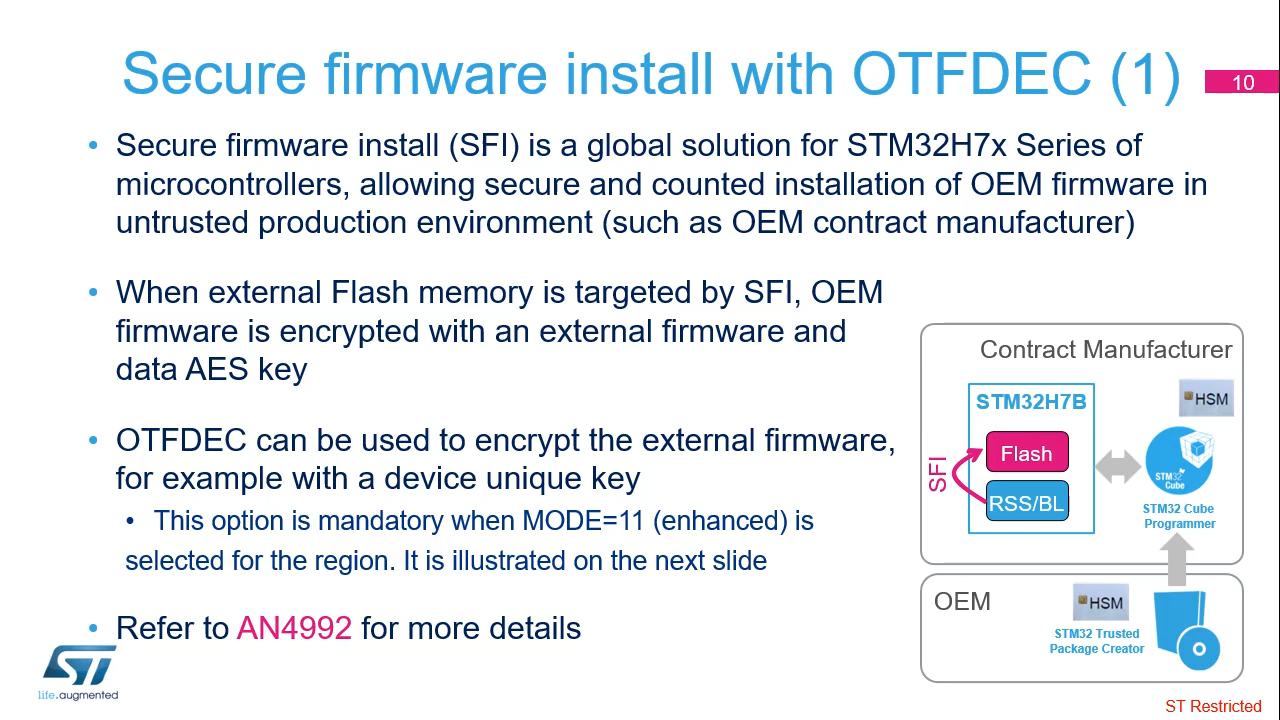 Secure firmware install with OTFDEC (1)
10
• Secure firmware install (SFI) is a global solution for STM32H7x Series of
microcontrollers, allowing secure and counted installation of OEM firmware in
untrusted production environment (such as OEM contract manufacturer)
• When external Flash memory is targeted by SFI, OEM
firmware is encrypted with an external firmware and
data AES key
• OTFDEC can be used to encrypt the external firmware,
for example with a device unique key
• This option is mandatory when MODE=11 (enhanced) is
selected for the region. It is illustrated on the next slide
• Refer to AN4992 for more details
Contract Manufacturer
HSM
STM32H7B
Flash
SFI
RSS/BL
STM32
Cube
STM32 Cube
Programmer
OEM
HSM
STM32 Trusted
Package Creator
ST
life.augmented
ST Restricted